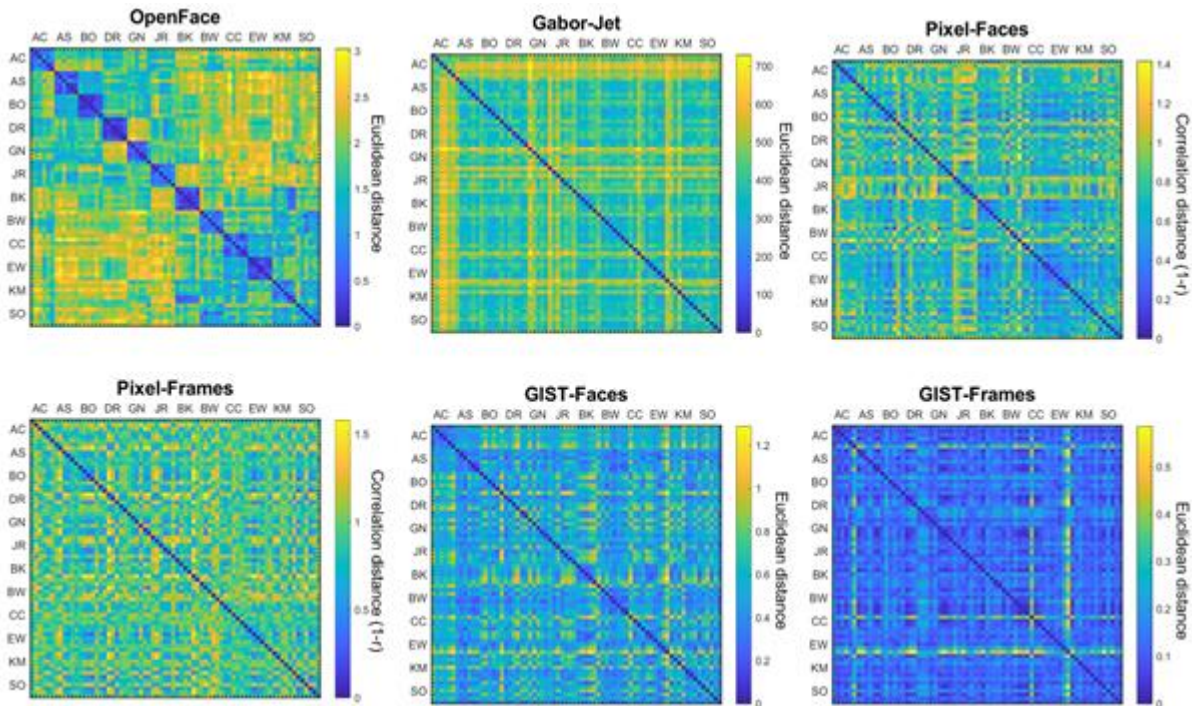 OpenFace
AC AS BO DR GN JR BK BW CC EW KM SO
AC
AS
BO
DR
GN
JR
BK
BW
CC
EW
KM
SO
3
2.5
2
1.5
1
0.5
0
Euclidean distance
Gabor-Jet
AC AS BO DR GN JR BK BW CC EW KM SO
AC
AS
BO
DR
GN
JR
BK
BW
CC
EW
KM
SO
700
600
500
400
300
200
100
0
Euclidean distance
Pixel-Faces
AC AS BO DR GN JR BK BW CC EW KM SO
AC
AS
BO
DR
GN
JR
BK
BW
CC
EW
KM
SO
1.4
1.2
1
0.8
0.6
0.4
0.2
0
Correlation distance (1-r)
Pixel-Frames
AC AS BO DR GN JR BK BW CC EW KM SO
AC
AS
BO
DR
GN
JR
BK
BW
CC
EW
KM
SO
1.5
1
0.5
0
Correlation distance (1-r)
GIST-Faces
AC AS BO DR GN JR BK BW CC EW KM SO
AC
AS
BO
DR
GN
JR
BK
BW
CC
EW
KM
SO
1.2
1
0.8
0.6
0.4
0.2
0
Euclidean distance
GIST-Frames
AC AS BO DR GN JR BK BW CC EW KM SO
AC
AS
BO
DR
GN
JR
BK
BW
CC
EW
KM
SO
0.5
0.4
0.3
0.2
0.1
0
Euclidean distance